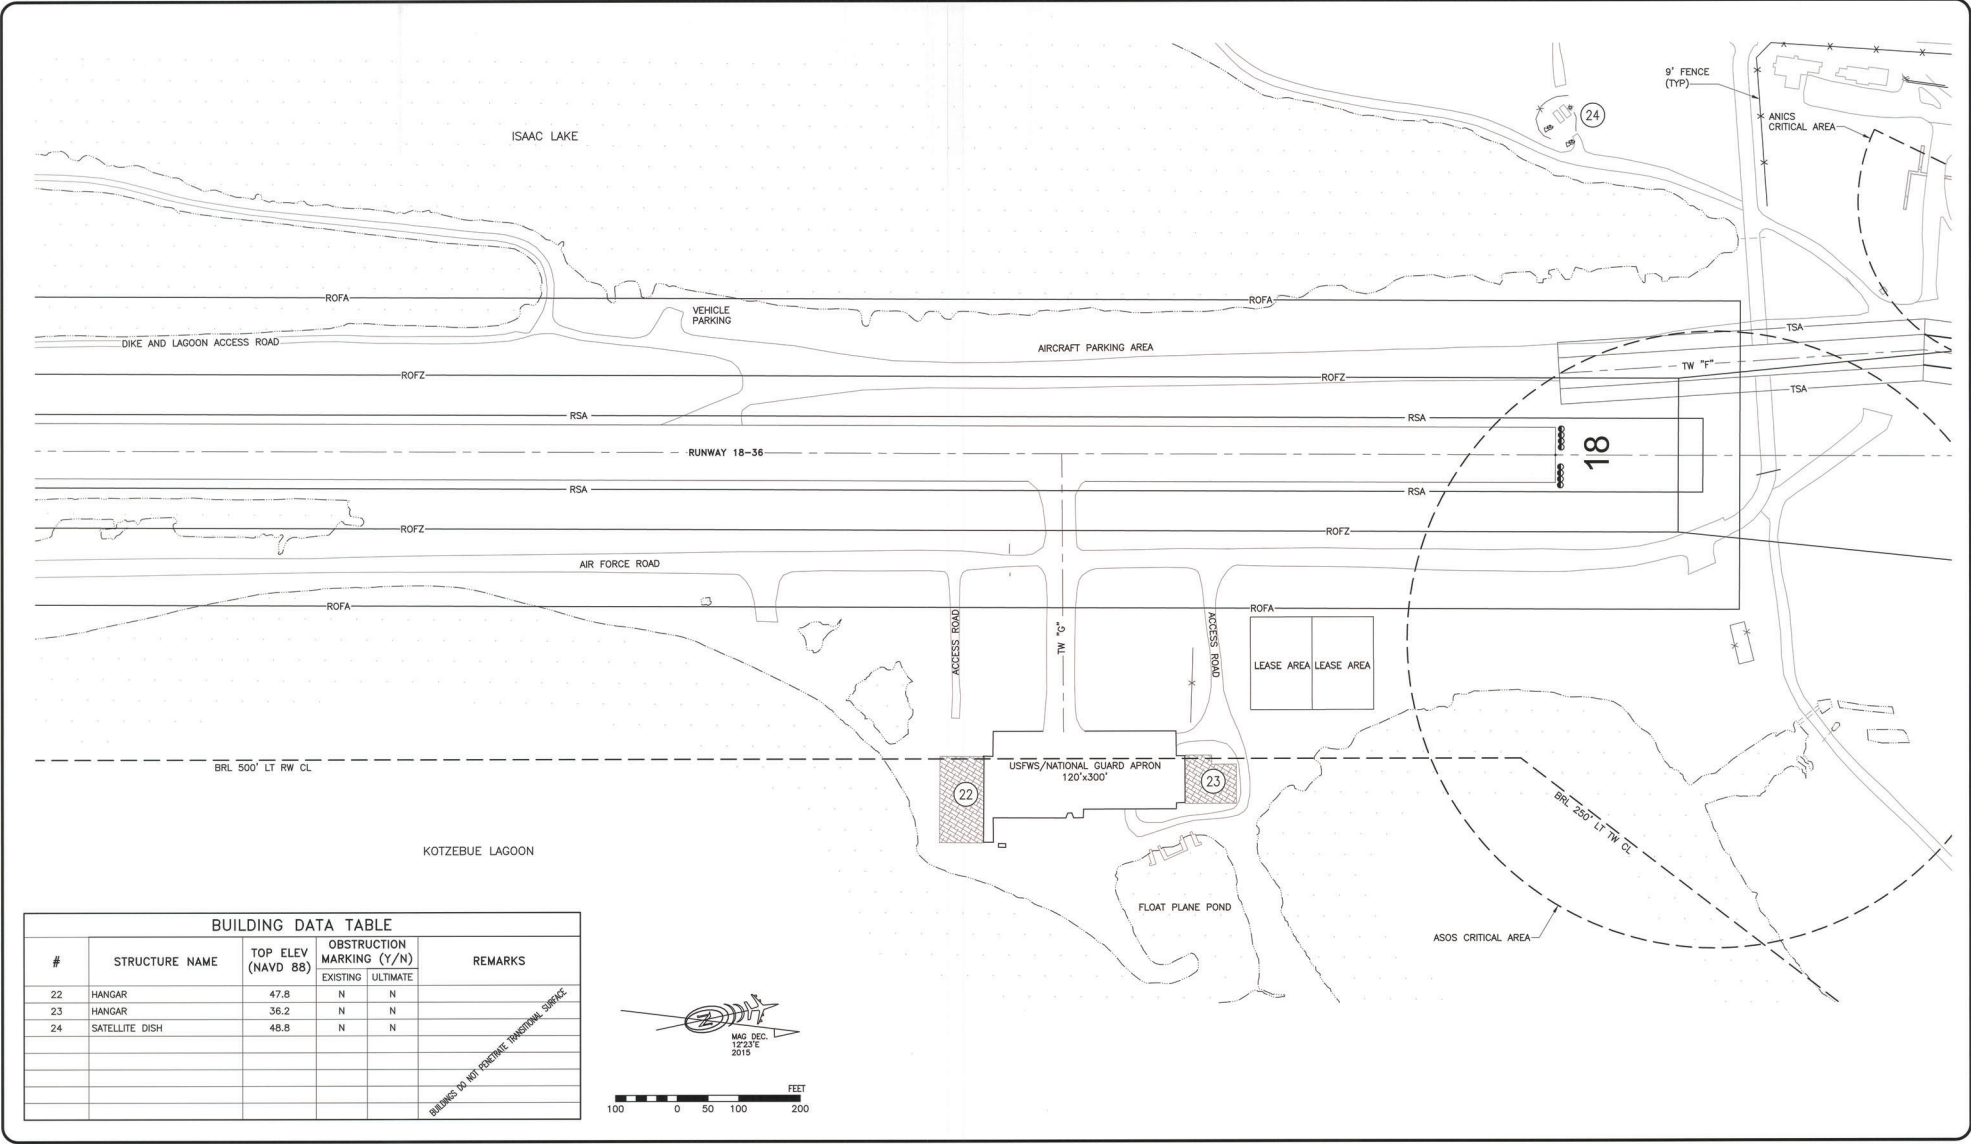 ISAAC LAKE
9' FENCE
(TYP)
24
ANICS
CRITICAL AREA
ROFA
VEHICLE
PARKING
ROFA
DIKE AND LAGOON ACCESS ROAD
AIRCRAFT PARKING AREA
TSA
TW "F"
ROFZ
ROFZ
TSA
RSA
RSA
RUNWAY 18-36
18
RSA
RSA
ROFZ
ROFZ
AIR FORCE ROAD
ROFA
ROFA
ACCESS ROAD
TW "G"
ACCESS ROAD
LEASE AREA
LEASE AREA
BRL 500' LT RW CL
USFWS/NATIONAL GUARD APRON
120'x300'
22
23
BRL 250' LT TW CL
KOTZEBUE LAGOON
FLOAT PLANE POND
ASOS CRITICAL AREA
BUILDING DATA TABLE
# STRUCTURE NAME TOP ELEV (NAVD 88) OBSTRUCTION MARKING (Y/N) REMARKS
EXISTING ULTIMATE
22 HANGAR 47.8 N N
23 HANGAR 36.2 N N
24 SATELLITE DISH 48.8 N N
BUILDINGS DO NOT PENETRATE TRANSITIONAL SURFACE
N
MAG DEC.
12°23'E
2015
FEET
100 0 50 100 200